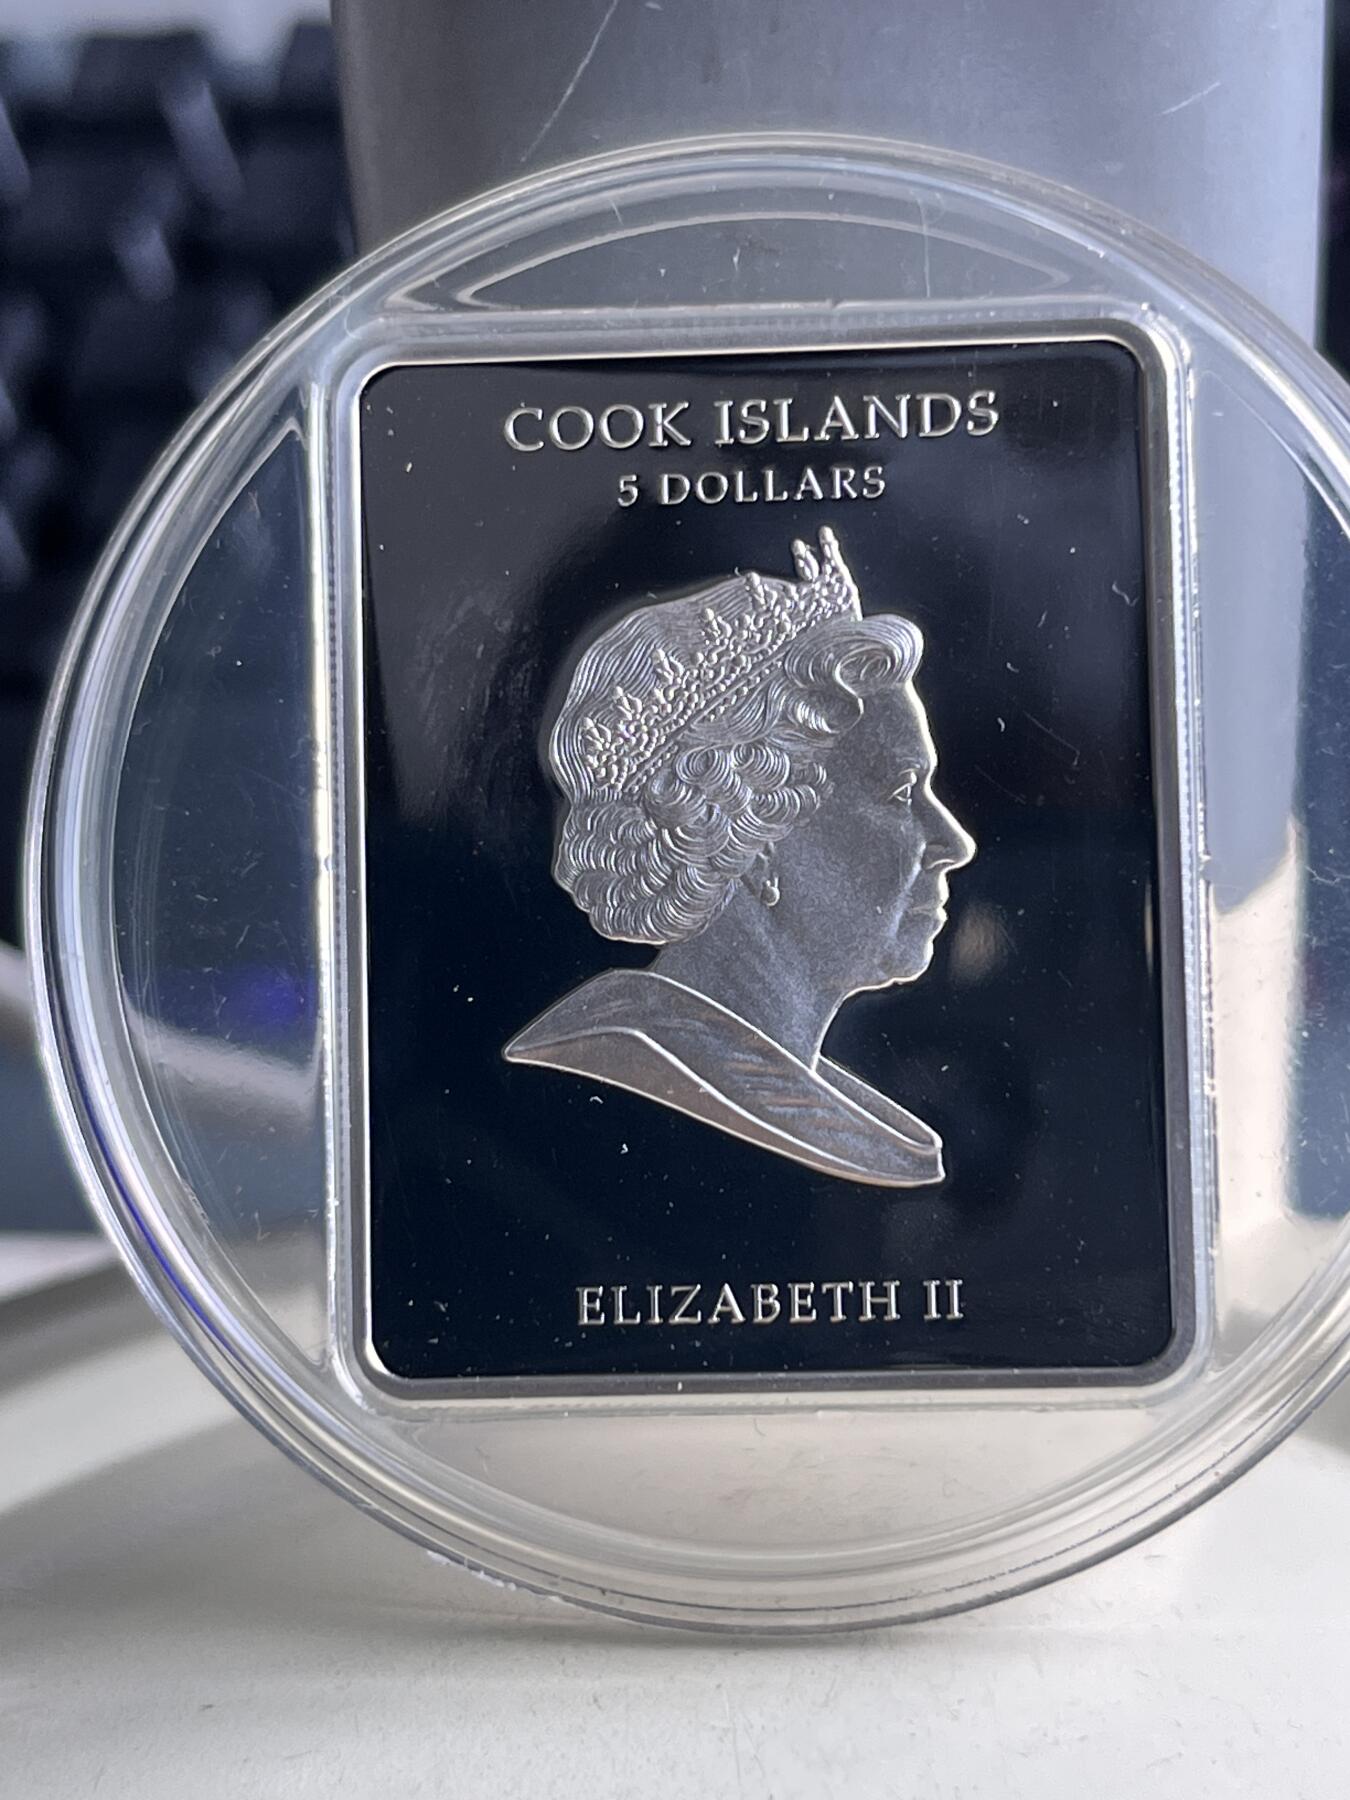 COOK ISLANDS
5 DOLLARS
ELIZABETH II